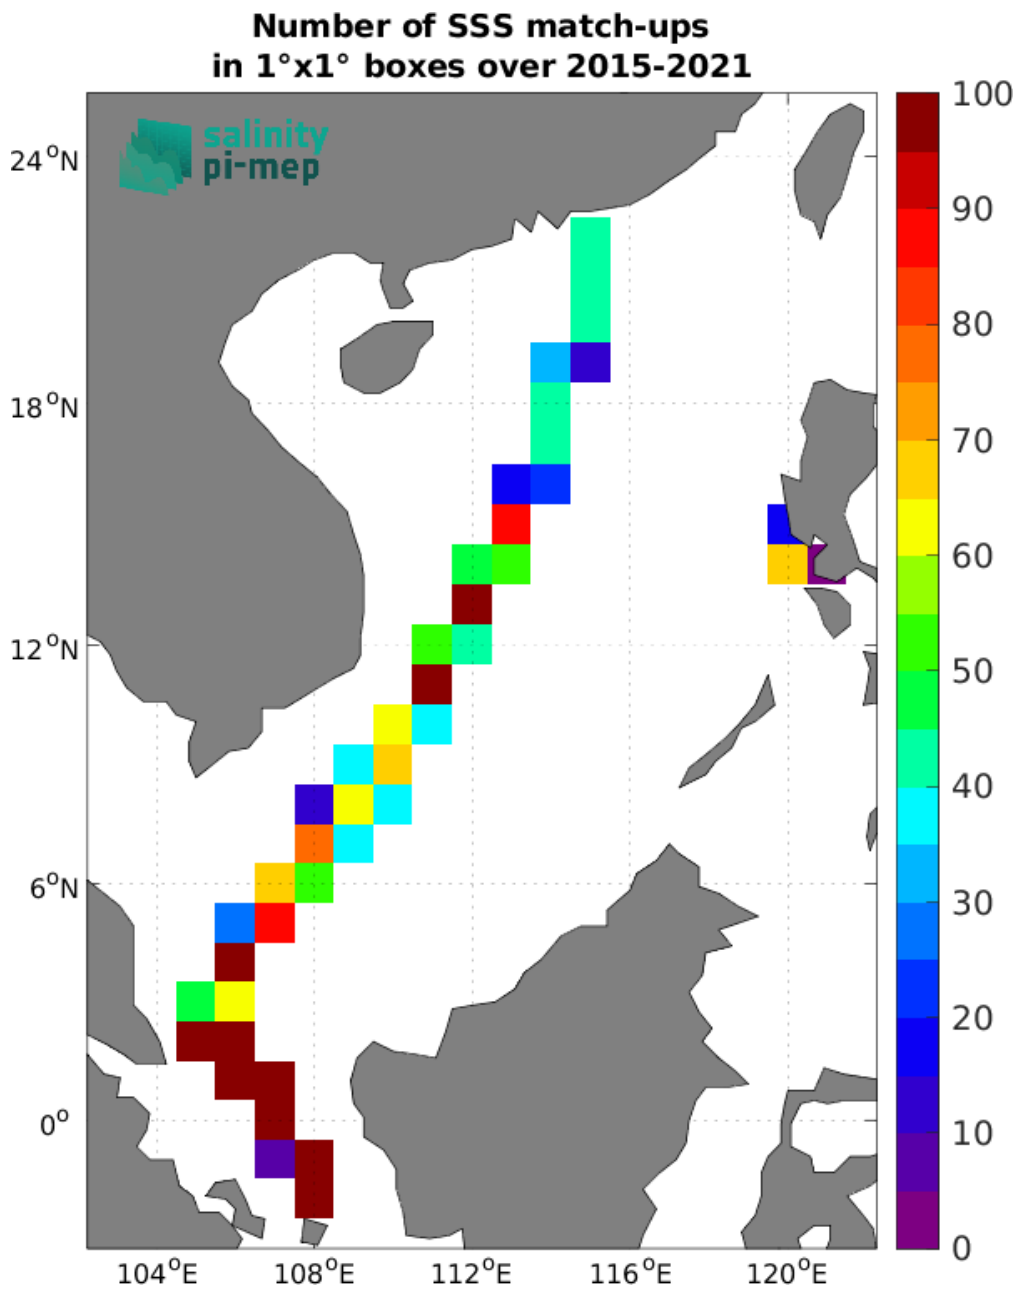 Number of SSS match-ups
in 1°x1° boxes over 2015-2021
salinity
pi-mep
24°N
18°N
12°N
6°N
0°
104°E 108°E 112°E 116°E 120°E
100
90
80
70
60
50
40
30
20
10
0